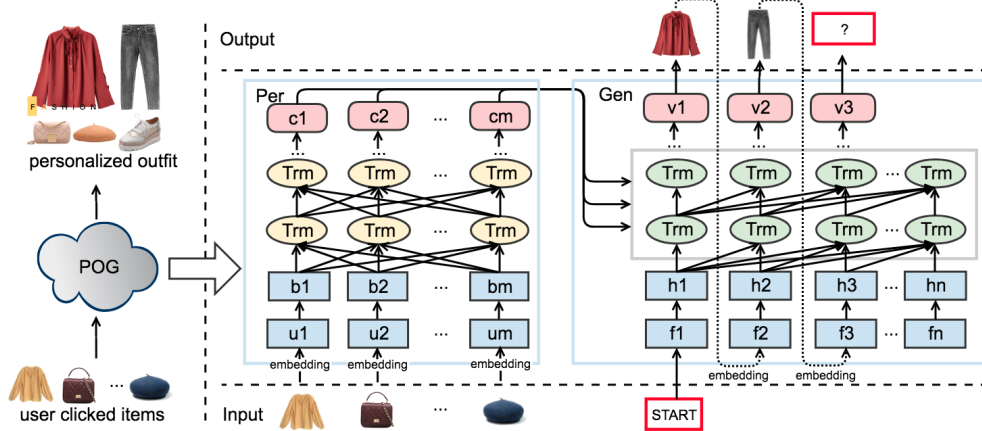 FASHION
personalized outfit
POG
user clicked items
Output
Per
c1 c2 ... cm
... ... ...
Trm Trm ... Trm
Trm Trm ... Trm
b1 b2 ... bm
u1 u2 ... um
embedding embedding embedding
Input
...
Gen
?
v1 v2 v3
... ... ...
Trm Trm Trm ... Trm
Trm Trm Trm ... Trm
h1 h2 h3 ... hn
f1 f2 f3 ... fn
embedding embedding
START